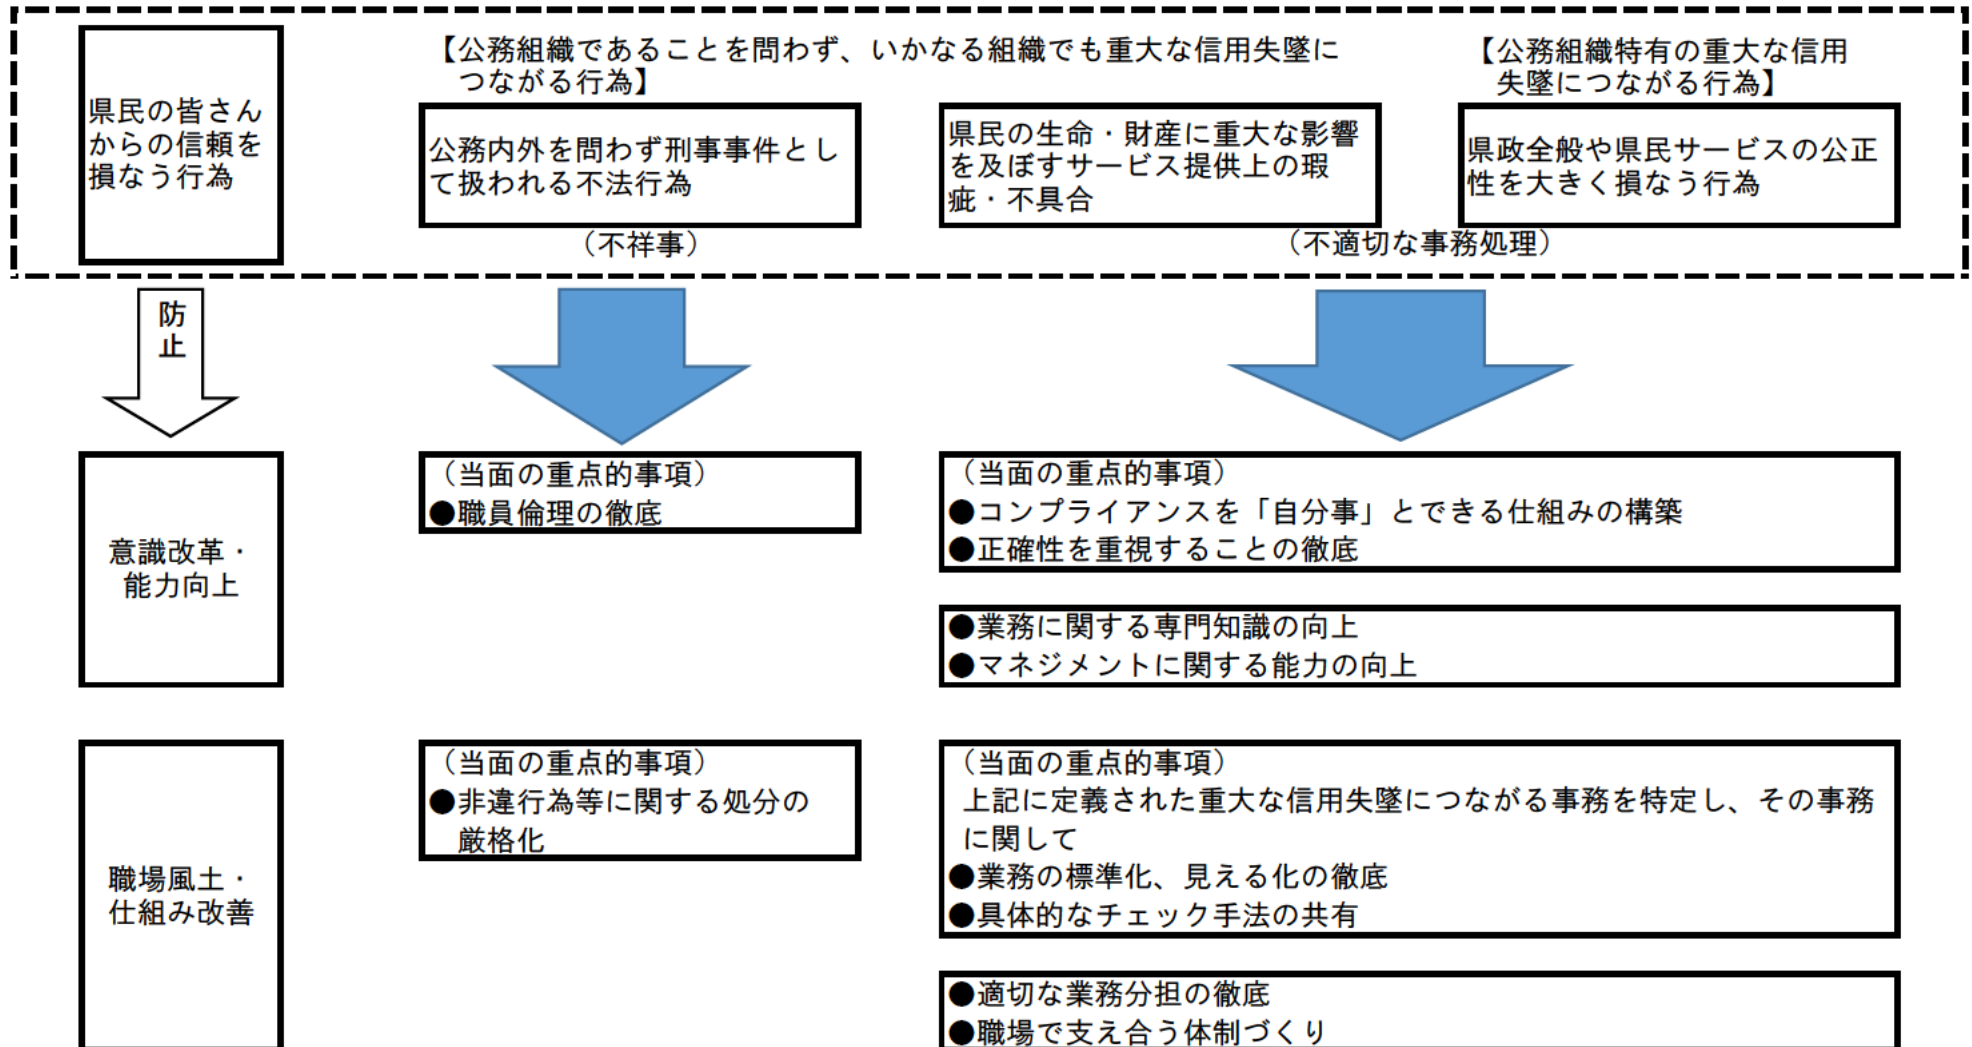 県民の皆さん
からの信頼を
損なう行為
【公務組織であることを問わず、いかなる組織でも重大な信用失墜に
つながる行為】
【公務組織特有の重大な信用
失墜につながる行為】
公務内外を問わず刑事事件とし
て扱われる不法行為
県民の生命・財産に重大な影響
を及ぼすサービス提供上の瑕
疵・不具合
県政全般や県民サービスの公正
性を大きく損なう行為
（不祥事）
（不適切な事務処理）
防
止
意識改革・
能力向上
（当面の重点的事項）
●職員倫理の徹底
（当面の重点的事項）
●コンプライアンスを「自分事」とできる仕組みの構築
●正確性を重視することの徹底
●業務に関する専門知識の向上
●マネジメントに関する能力の向上
職場風土・
仕組み改善
（当面の重点的事項）
●非違行為等に関する処分の
厳格化
（当面の重点的事項）
上記に定義された重大な信用失墜につながる事務を特定し、その事務
に関して
●業務の標準化、見える化の徹底
●具体的なチェック手法の共有
●適切な業務分担の徹底
●職場で支え合う体制づくり